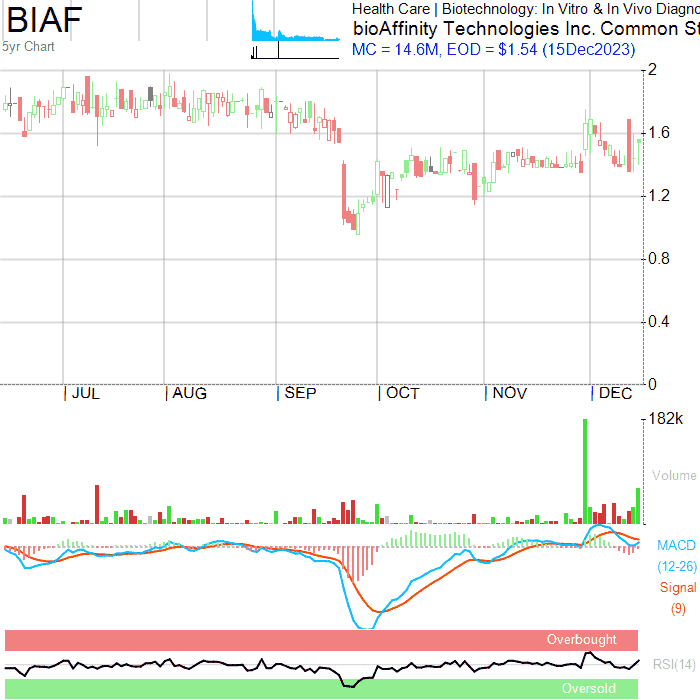 BIAF
5yr Chart
Health Care | Biotechnology: In Vitro & In Vivo Diagno
bioAffinity Technologies Inc. Common St
MC = 14.6M, EOD = $1.54 (15Dec2023)
2
1.6
1.2
0.8
0.4
0
JUL
AUG
SEP
OCT
NOV
DEC
182k
Volume
MACD
(12-26)
Signal
(9)
Overbought
RSI(14)
Oversold